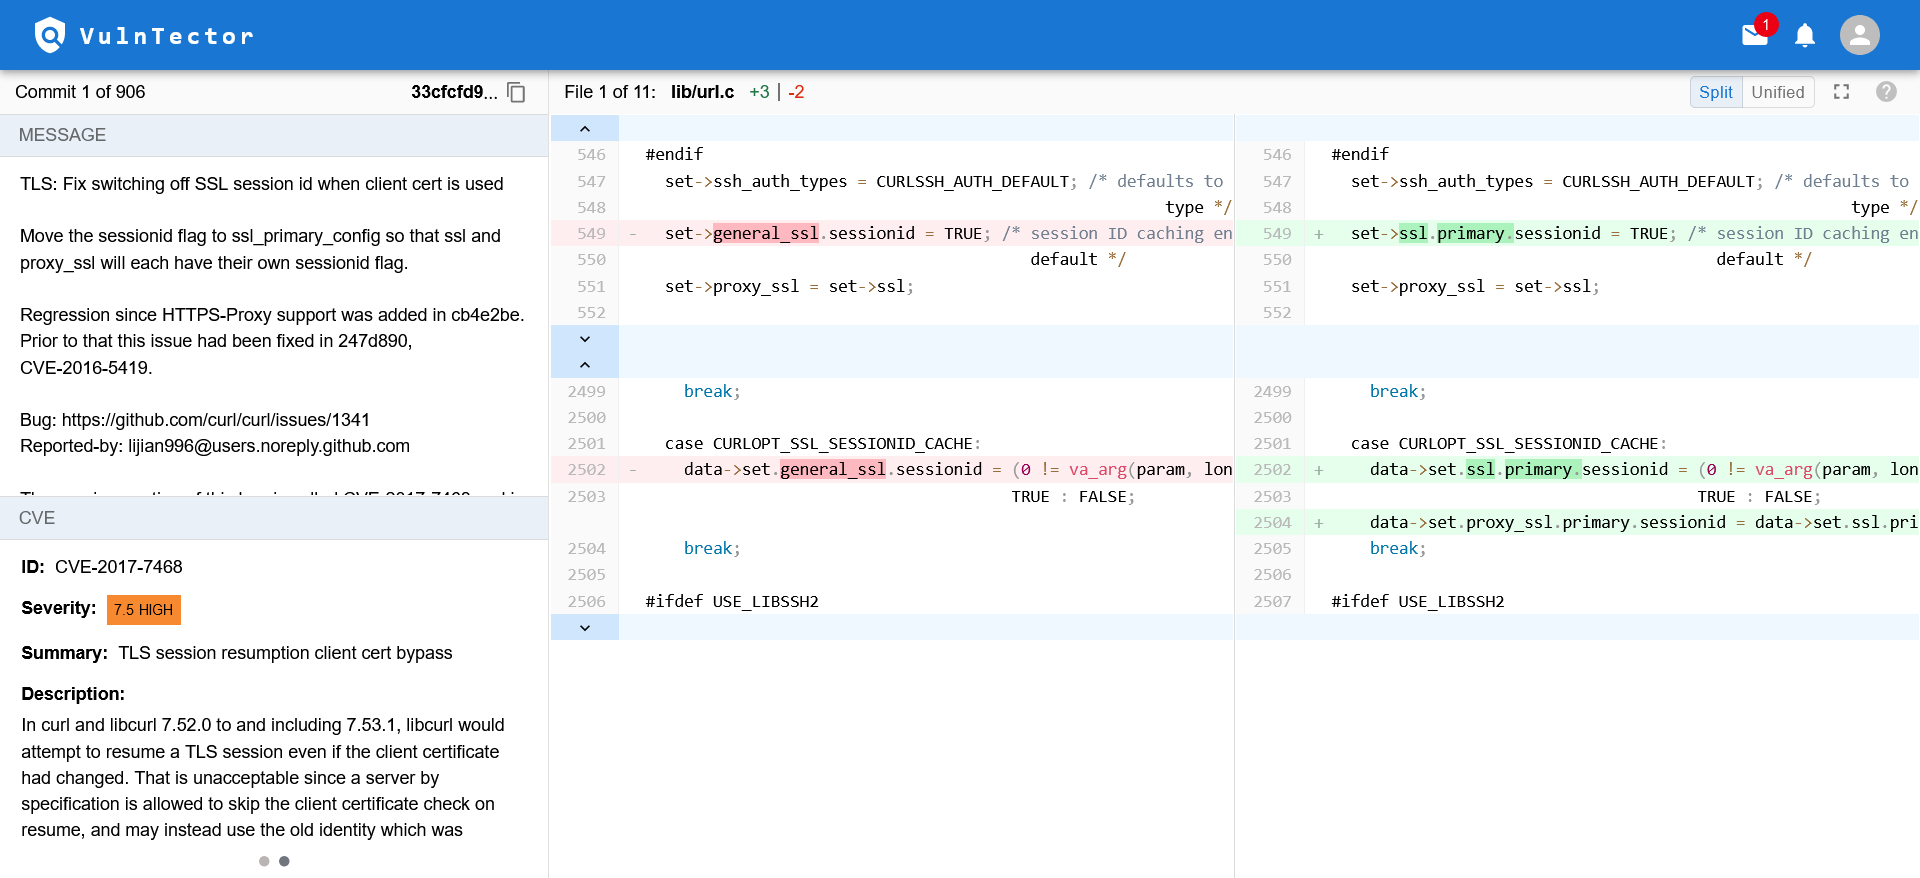 VulnTector
1
Commit 1 of 906
33cfcfd9...
File 1 of 11: lib/url.c +3 | -2
Split
Unified
?
MESSAGE
TLS: Fix switching off SSL session id when client cert is used
Move the sessionid flag to ssl_primary_config so that ssl and
proxy_ssl will each have their own sessionid flag.
Regression since HTTPS-Proxy support was added in cb4e2be.
Prior to that this issue had been fixed in 247d890,
CVE-2016-5419.
Bug: https://github.com/curl/curl/issues/1341
Reported-by: lijian996@users.noreply.github.com
CVE
ID: CVE-2017-7468
Severity: 7.5 HIGH
Summary: TLS session resumption client cert bypass
Description:
In curl and libcurl 7.52.0 to and including 7.53.1, libcurl would
attempt to resume a TLS session even if the client certificate
had changed. That is unacceptable since a server by
specification is allowed to skip the client certificate check on
resume, and may instead use the old identity which was
546 #endif
547 set->ssh_auth_types = CURLSSH_AUTH_DEFAULT; /* defaults to
548 type */
549 - set->general_ssl.sessionid = TRUE; /* session ID caching en
550 default */
551 set->proxy_ssl = set->ssl;
552
2499 break;
2500
2501 case CURLOPT_SSL_SESSIONID_CACHE:
2502 - data->set.general_ssl.sessionid = (0 != va_arg(param, lon
2503 TRUE : FALSE;
2504 break;
2505
2506 #ifdef USE_LIBSSH2
546 #endif
547 set->ssh_auth_types = CURLSSH_AUTH_DEFAULT; /* defaults to
548 type */
549 + set->ssl.primary.sessionid = TRUE; /* session ID caching en
550 default */
551 set->proxy_ssl = set->ssl;
552
2499 break;
2500
2501 case CURLOPT_SSL_SESSIONID_CACHE:
2502 + data->set.ssl.primary.sessionid = (0 != va_arg(param, lon
2503 TRUE : FALSE;
2504 + data->set.proxy_ssl.primary.sessionid = data->set.ssl.pri
2505 break;
2506
2507 #ifdef USE_LIBSSH2